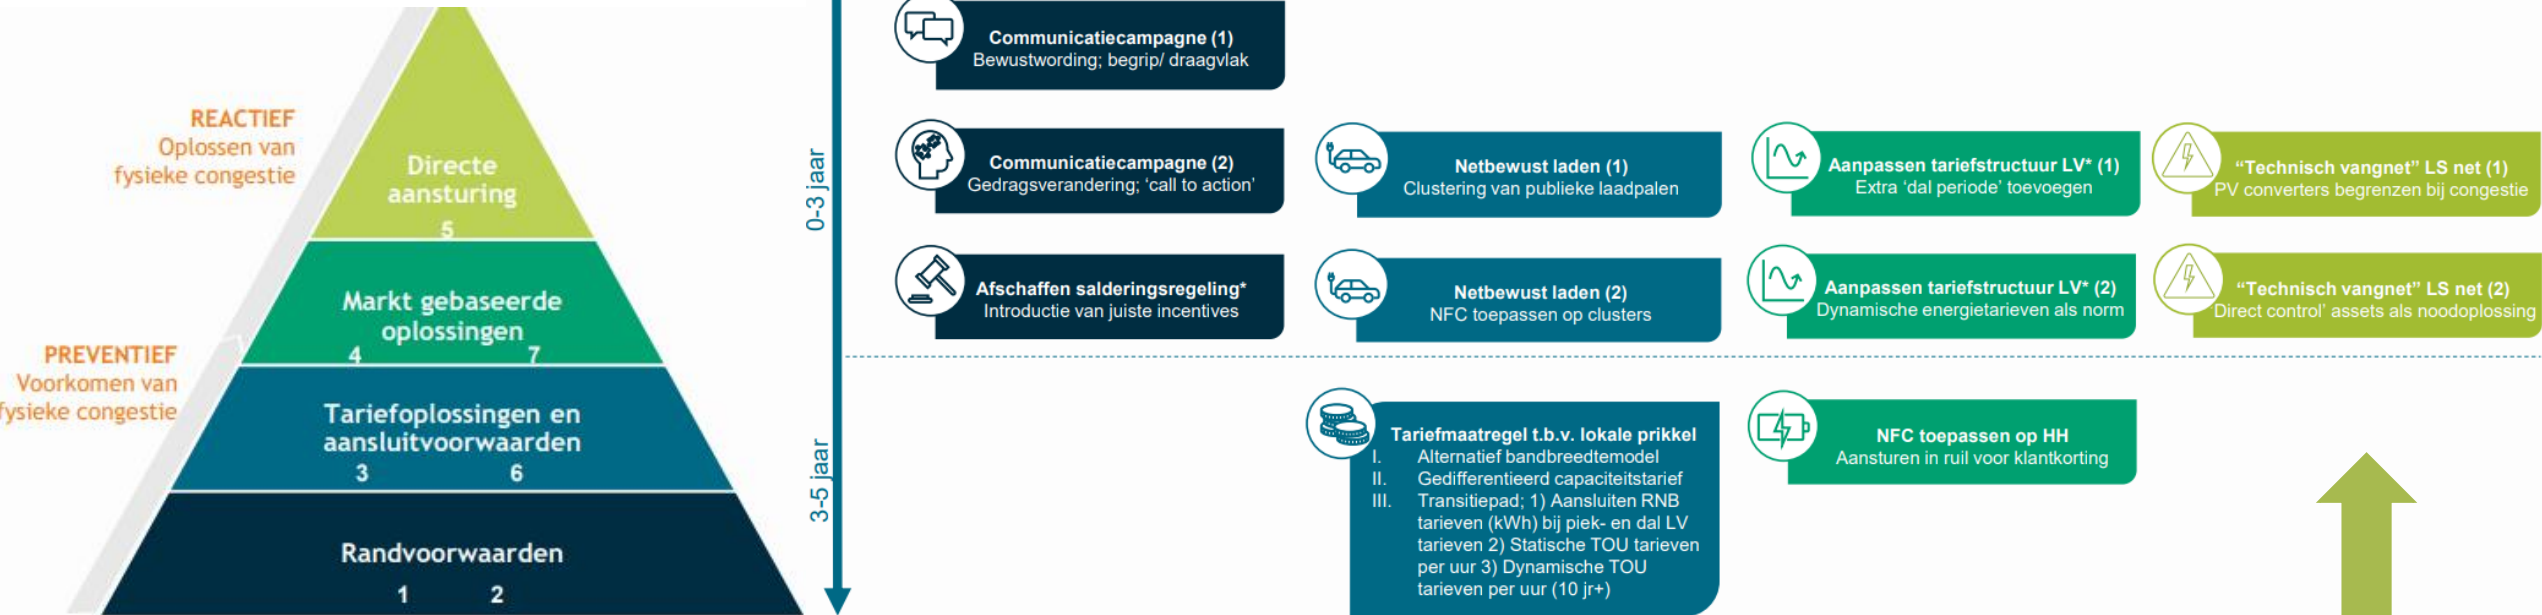 REACTIEF
Oplossen van
fysieke congestie
PREVENTIEF
Voorkomen van
fysieke congestie
Directe
aansturing
5
Markt gebaseerde
oplossingen
4 7
Tariefoplossingen en
aansluitvoorwaarden
3 6
Randvoorwaarden
1 2
0-3 jaar
3-5 jaar
Communicatiecampagne (1)
Bewustwording; begrip/ draagvlak
Communicatiecampagne (2)
Gedragsverandering; ‘call to action’
Afschaffen salderingsregeling*
Introductie van juiste incentives
Netbewust laden (1)
Clustering van publieke laadpalen
Netbewust laden (2)
NFC toepassen op clusters
Tariefmaatregel t.b.v. lokale prikkel
I. Alternatief bandbreedtemodel
II. Gedifferentieerd capaciteitstarief
III. Transitiepad; 1) Aansluiten RNB
tarieven (kWh) bij piek- en dal LV
tarieven 2) Statische TOU tarieven
per uur 3) Dynamische TOU
tarieven per uur (10 jr+)
Aanpassen tariefstructuur LV* (1)
Extra ‘dal periode’ toevoegen
Aanpassen tariefstructuur LV* (2)
Dynamische energietarieven als norm
NFC toepassen op HH
Aansturen in ruil voor klantkorting
“Technisch vangnet” LS net (1)
PV converters begrenzen bij congestie
“Technisch vangnet” LS net (2)
Direct control’ assets als noodoplossing